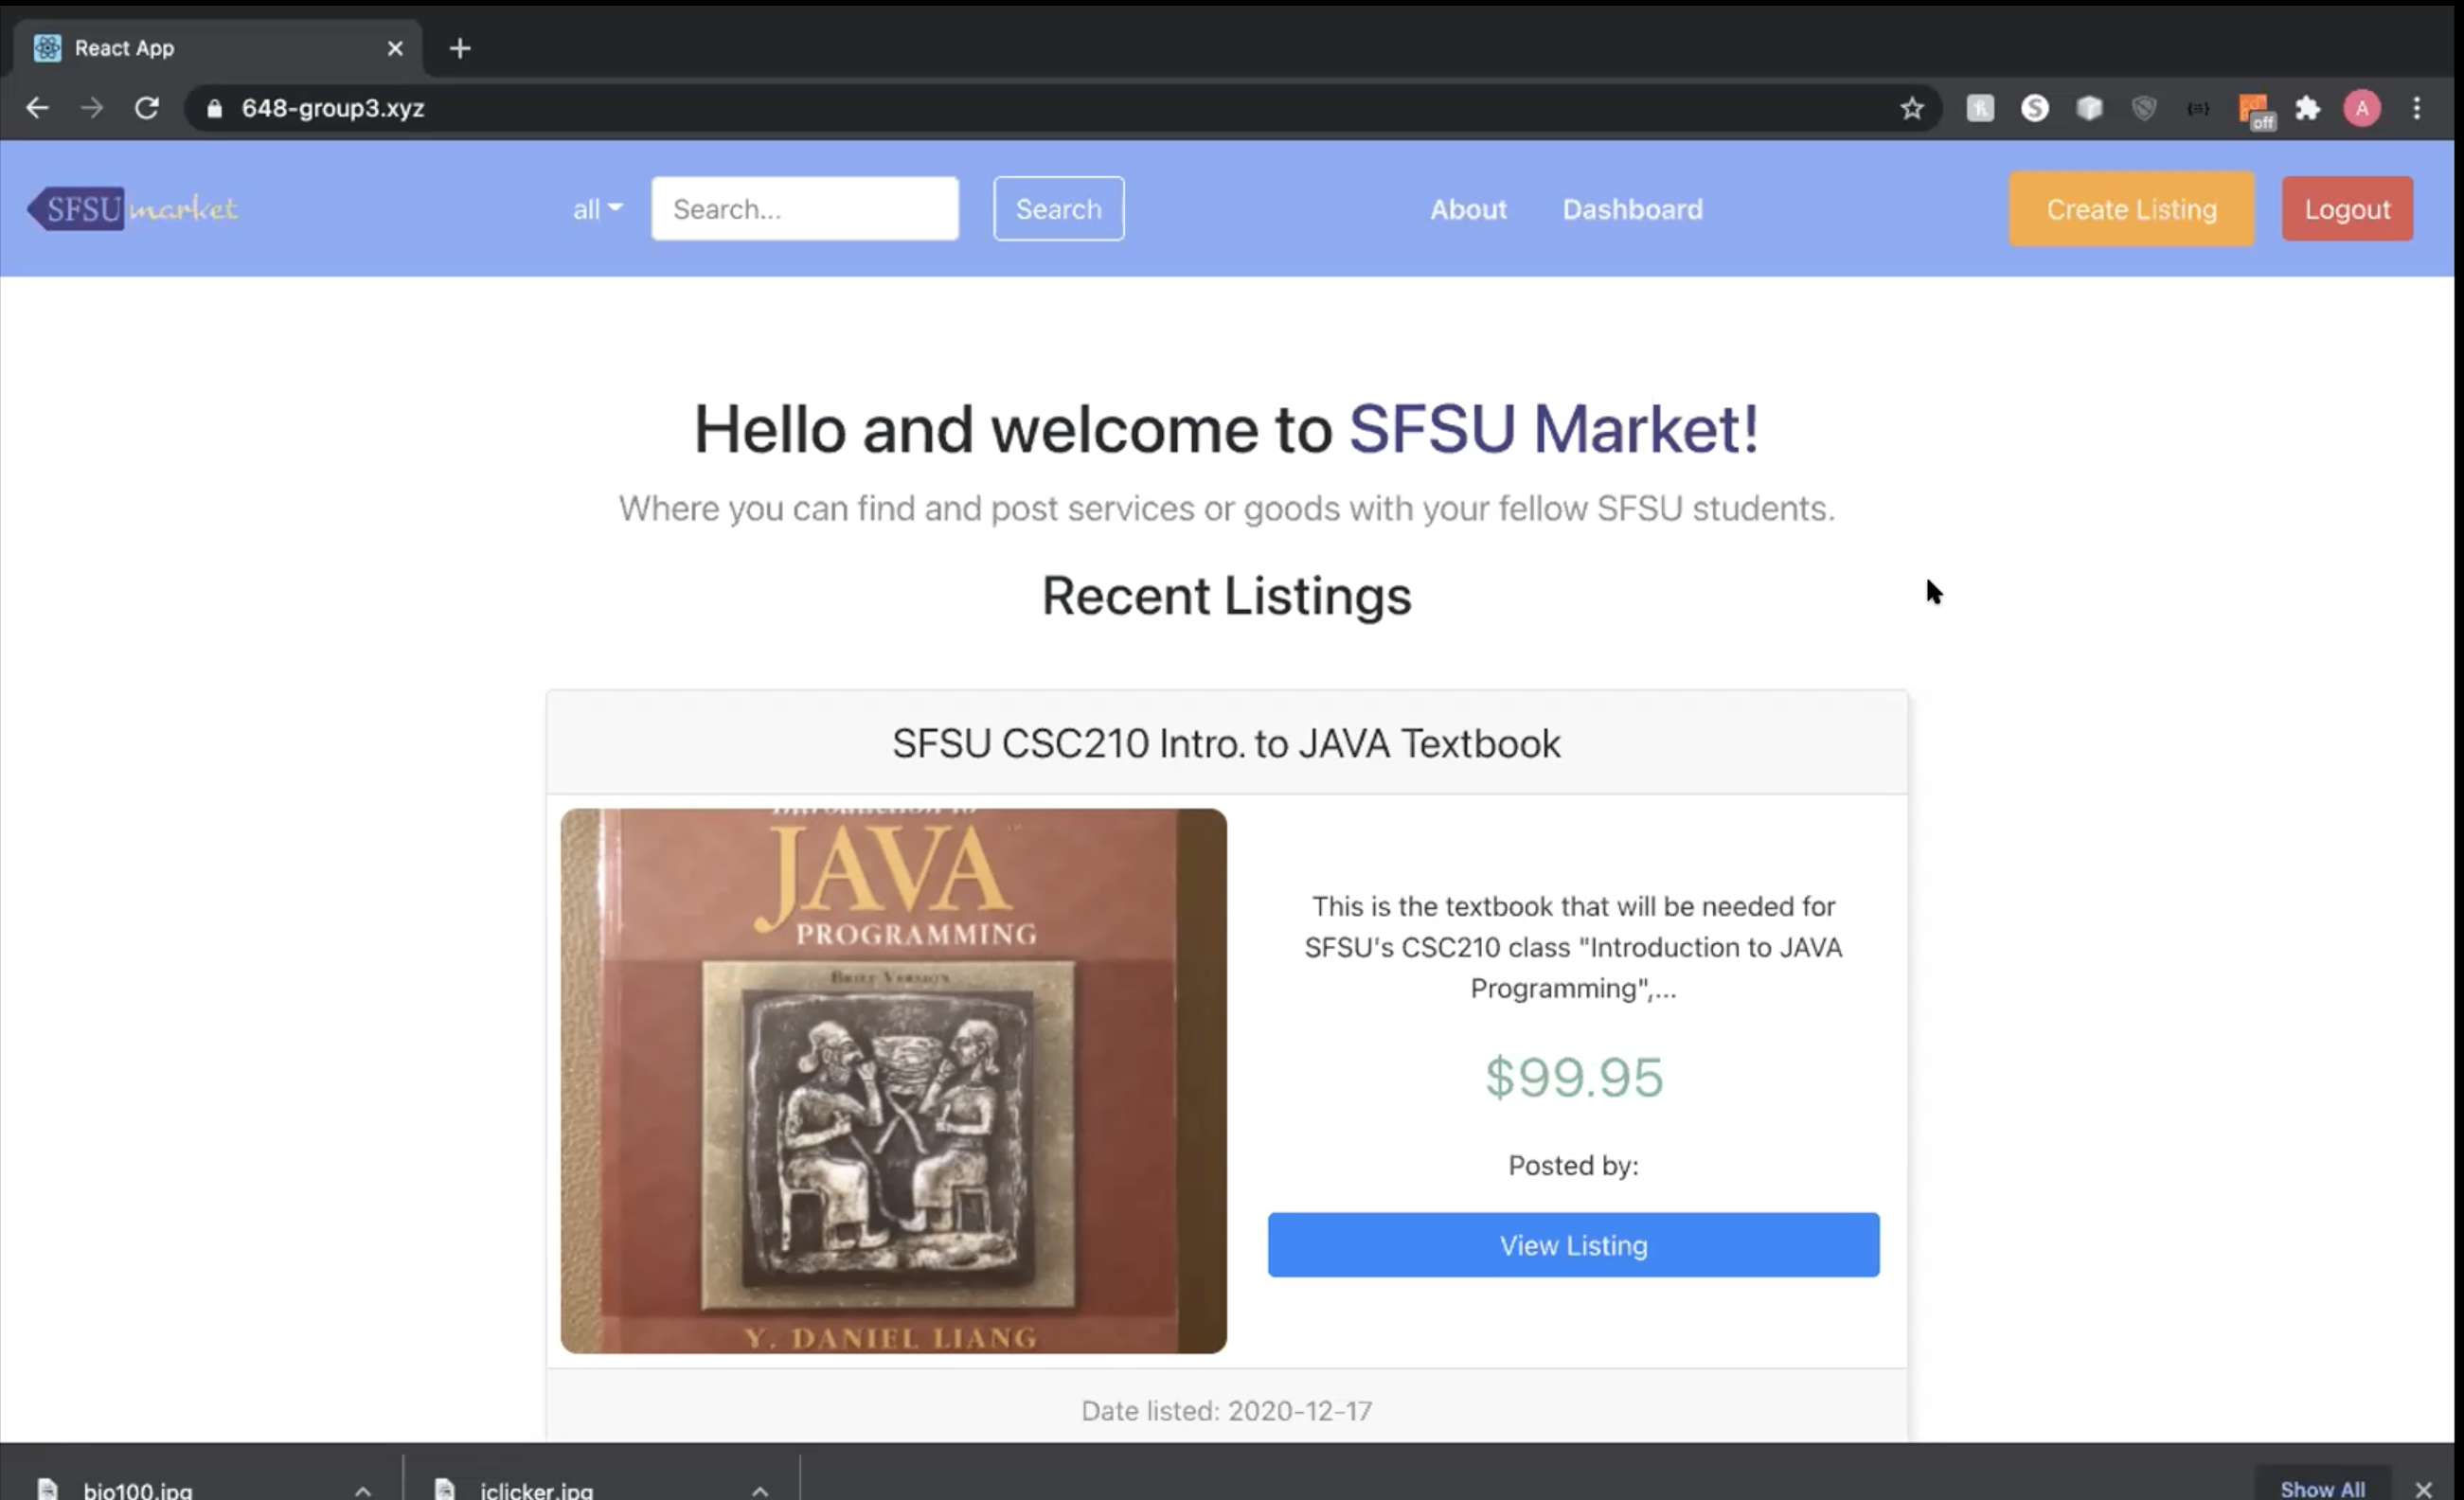 React App
648-group3.xyz
off
A
SFSU market
all
Search...
Search
About
Dashboard
Create Listing
Logout
Hello and welcome to SFSU Market!
Where you can find and post services or goods with your fellow SFSU students.
Recent Listings
SFSU CSC210 Intro. to JAVA Textbook
JAVA
PROGRAMMING
BRIEF VERSION
Y. DANIEL LIANG
This is the textbook that will be needed for
SFSU's CSC210 class "Introduction to JAVA
Programming",...
$99.95
Posted by:
View Listing
Date listed: 2020-12-17
bio100.jpg
iclicker.jpg
Show All